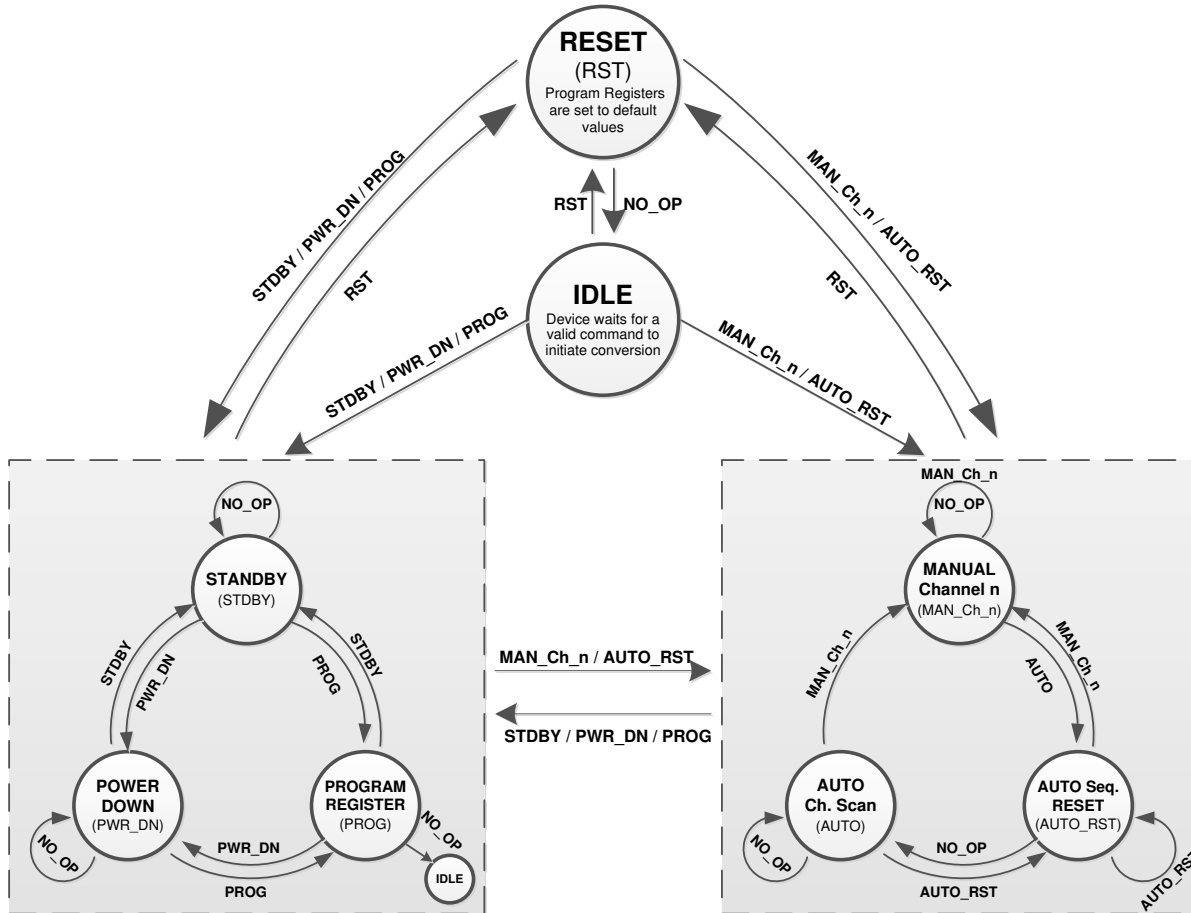 RESET
(RST)
Program Registers
are set to default
values
STDBY / PWR_DN / PROG
RST
RST
NO_OP
MAN_Ch_n / AUTO_RST
RST
IDLE
Device waits for a
valid command to
initiate conversion
STDBY / PWR_DN / PROG
MAN_Ch_n / AUTO_RST
NO_OP
STANDBY
(STDBY)
STDBY
PWR_DN
PROG
STDBY
POWER
DOWN
(PWR_DN)
NO_OP
PROGRAM
REGISTER
(PROG)
NO_OP
IDLE
PWR_DN
PROG
MAN_Ch_n / AUTO_RST
STDBY / PWR_DN / PROG
MAN_Ch_n
NO_OP
MANUAL
Channel n
(MAN_Ch_n)
MAN_Ch_n
AUTO
MAN_Ch_n
AUTO
Ch. Scan
(AUTO)
NO_OP
AUTO Seq.
RESET
(AUTO_RST)
NO_OP
AUTO_RST
AUTO_RST